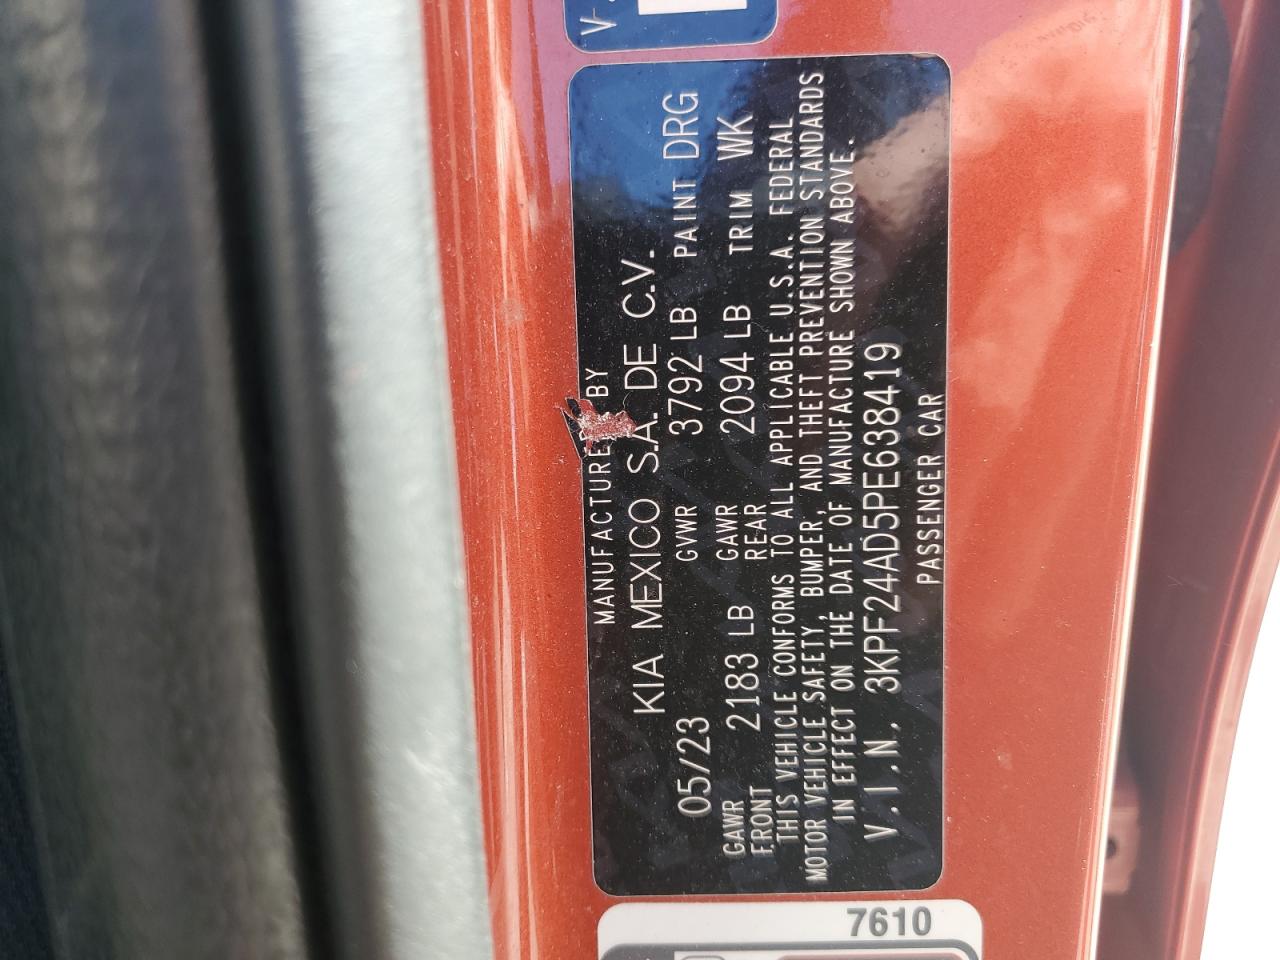 V.
MANUFACTURED BY
KIA MEXICO S.A. DE C.V.
05/23 GVWR 3792 LB PAINT DRG
GAWR FRONT 2183 LB GAWR REAR 2094 LB TRIM WK
THIS VEHICLE CONFORMS TO ALL APPLICABLE U.S.A. FEDERAL
MOTOR VEHICLE SAFETY, BUMPER, AND THEFT PREVENTION STANDARDS
IN EFFECT ON THE DATE OF MANUFACTURE SHOWN ABOVE.
V.I.N. 3KPF24AD5PE638419
PASSENGER CAR
7610